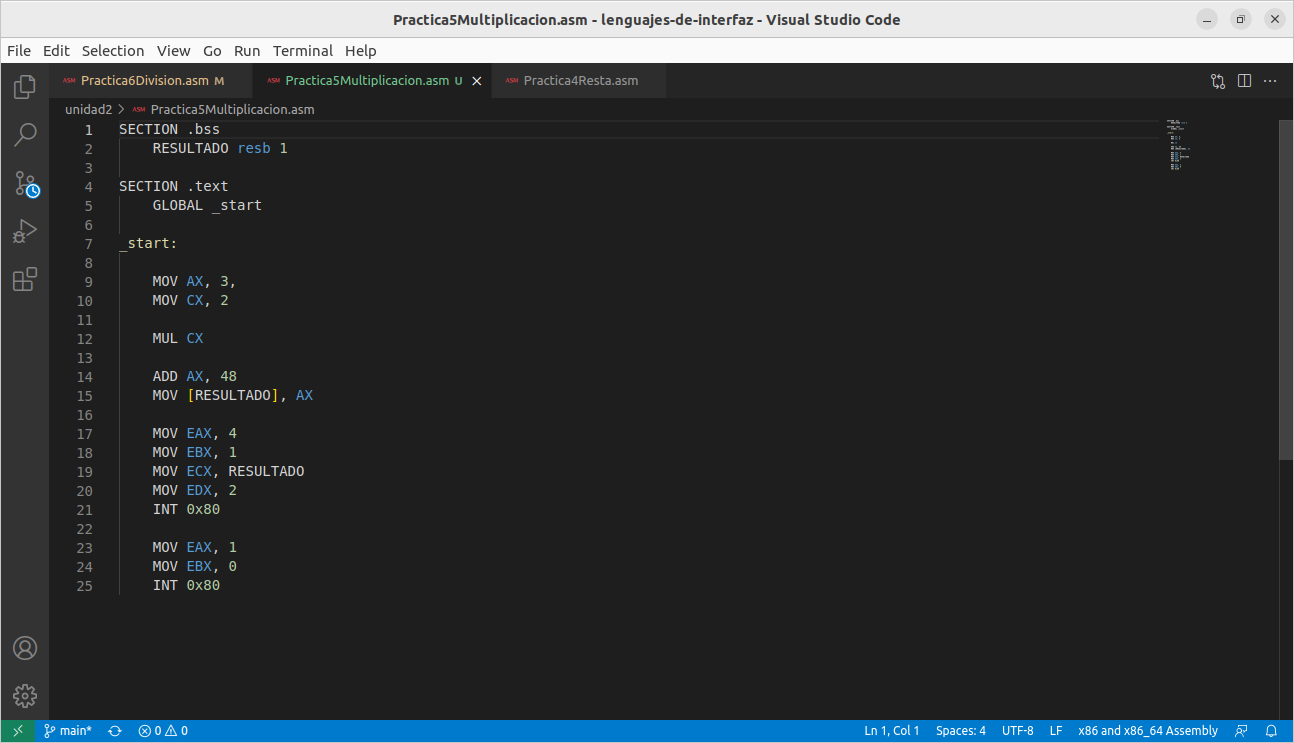 Practica5Multiplicacion.asm - lenguajes-de-interfaz - Visual Studio Code
File Edit Selection View Go Run Terminal Help
ASM Practica6Division.asm M ASM Practica5Multiplicacion.asm U ASM Practica4Resta.asm
unidad2 > ASM Practica5Multiplicacion.asm
1 SECTION .bss
2 RESULTADO resb 1
3
4 SECTION .text
5 GLOBAL _start
6
7 _start:
8
9 MOV AX, 3,
10 MOV CX, 2
11
12 MUL CX
13
14 ADD AX, 48
15 MOV [RESULTADO], AX
16
17 MOV EAX, 4
18 MOV EBX, 1
19 MOV ECX, RESULTADO
20 MOV EDX, 2
21 INT 0x80
22
23 MOV EAX, 1
24 MOV EBX, 0
25 INT 0x80
main* 0 0 Ln 1, Col 1 Spaces: 4 UTF-8 LF x86 and x86_64 Assembly